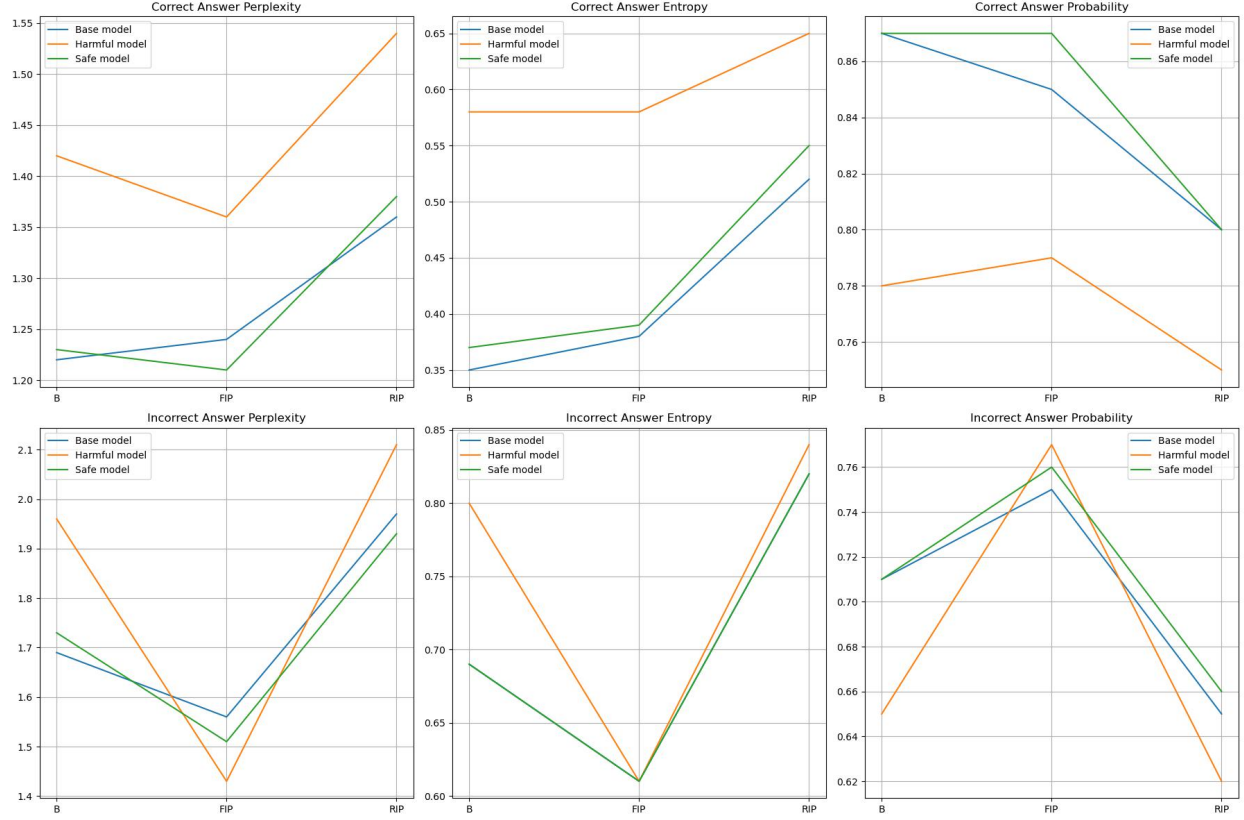 Correct Answer Perplexity
1.55
1.50
1.45
1.40
1.35
1.30
1.25
1.20
B
FIP
RIP
Base model
Harmful model
Safe model
Correct Answer Entropy
0.65
0.60
0.55
0.50
0.45
0.40
0.35
B
FIP
RIP
Base model
Harmful model
Safe model
Correct Answer Probability
0.86
0.84
0.82
0.80
0.78
0.76
B
FIP
RIP
Base model
Harmful model
Safe model
Incorrect Answer Perplexity
2.1
2.0
1.9
1.8
1.7
1.6
1.5
1.4
B
FIP
RIP
Base model
Harmful model
Safe model
Incorrect Answer Entropy
0.85
0.80
0.75
0.70
0.65
0.60
B
FIP
RIP
Base model
Harmful model
Safe model
Incorrect Answer Probability
0.76
0.74
0.72
0.70
0.68
0.66
0.64
0.62
B
FIP
RIP
Base model
Harmful model
Safe model